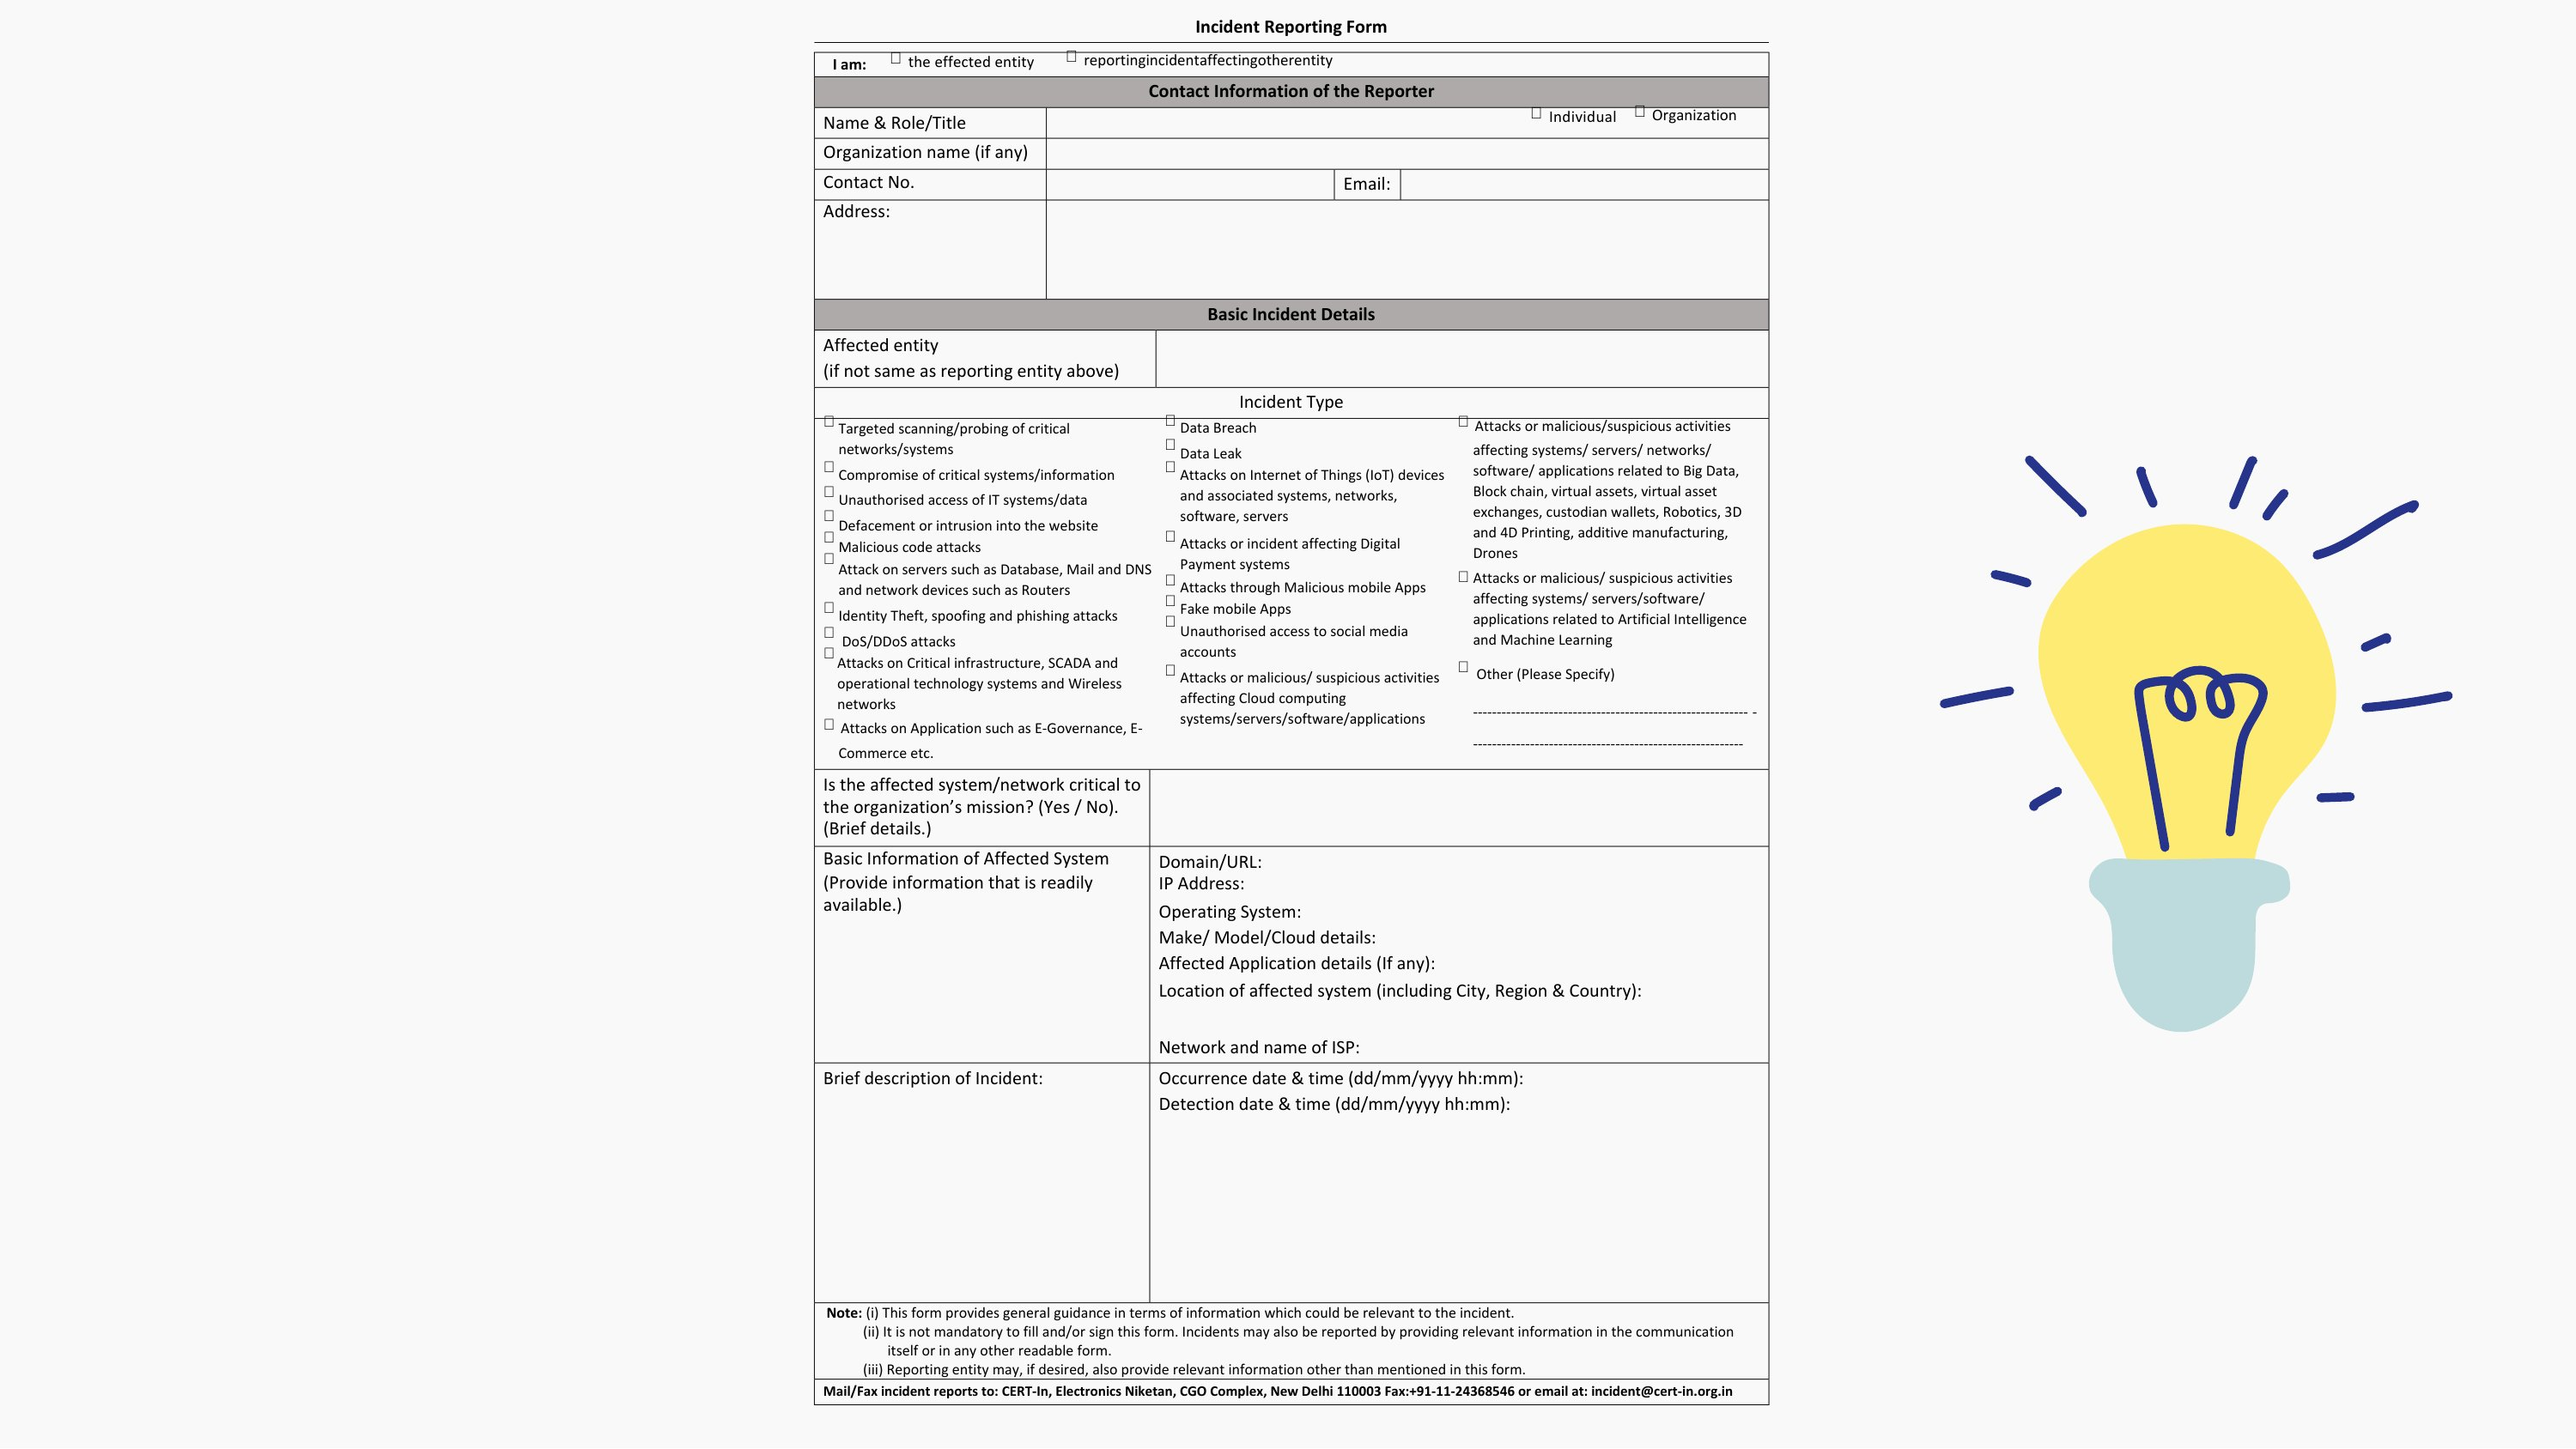 Incident Reporting Form
I am: the effected entity reportingincidentaffectingotherentity
Contact Information of the Reporter
Name & Role/Title Individual Organization
Organization name (if any)
Contact No. Email:
Address:
Basic Incident Details
Affected entity
(if not same as reporting entity above)
Incident Type
Targeted scanning/probing of critical
networks/systems
Compromise of critical systems/information
Unauthorised access of IT systems/data
Defacement or intrusion into the website
Malicious code attacks
Attack on servers such as Database, Mail and DNS
and network devices such as Routers
Identity Theft, spoofing and phishing attacks
DoS/DDoS attacks
Attacks on Critical infrastructure, SCADA and
operational technology systems and Wireless
networks
Attacks on Application such as E-Governance, E-
Commerce etc.
Data Breach
Data Leak
Attacks on Internet of Things (IoT) devices
and associated systems, networks,
software, servers
Attacks or incident affecting Digital
Payment systems
Attacks through Malicious mobile Apps
Fake mobile Apps
Unauthorised access to social media
accounts
Attacks or malicious/ suspicious activities
affecting Cloud computing
systems/servers/software/applications
Attacks or malicious/suspicious activities
affecting systems/ servers/ networks/
software/ applications related to Big Data,
Block chain, virtual assets, virtual asset
exchanges, custodian wallets, Robotics, 3D
and 4D Printing, additive manufacturing,
Drones
Attacks or malicious/ suspicious activities
affecting systems/ servers/software/
applications related to Artificial Intelligence
and Machine Learning
Other (Please Specify)
Is the affected system/network critical to
the organization’s mission? (Yes / No).
(Brief details.)
Basic Information of Affected System
(Provide information that is readily
available.)
Domain/URL:
IP Address:
Operating System:
Make/ Model/Cloud details:
Affected Application details (If any):
Location of affected system (including City, Region & Country):
Network and name of ISP:
Brief description of Incident:
Occurrence date & time (dd/mm/yyyy hh:mm):
Detection date & time (dd/mm/yyyy hh:mm):
Note: (i) This form provides general guidance in terms of information which could be relevant to the incident.
(ii) It is not mandatory to fill and/or sign this form. Incidents may also be reported by providing relevant information in the communication
itself or in any other readable form.
(iii) Reporting entity may, if desired, also provide relevant information other than mentioned in this form.
Mail/Fax incident reports to: CERT-In, Electronics Niketan, CGO Complex, New Delhi 110003 Fax:+91-11-24368546 or email at: incident@cert-in.org.in